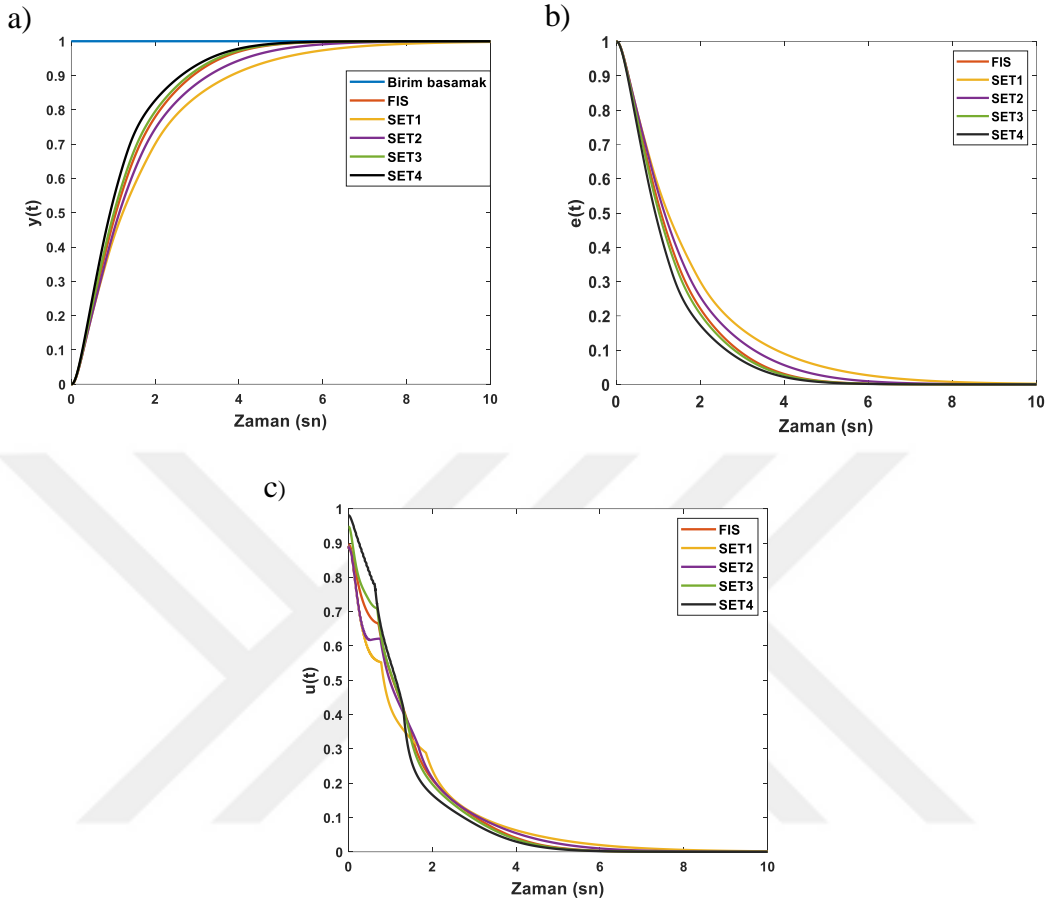 a)
1
0.9
0.8
0.7
0.6
0.5
0.4
0.3
0.2
0.1
0
y(t)
0 2 4 6 8 10
Zaman (sn)
Birim basamak
FIS
SET1
SET2
SET3
SET4
b)
1
0.9
0.8
0.7
0.6
0.5
0.4
0.3
0.2
0.1
0
e(t)
0 2 4 6 8 10
Zaman (sn)
FIS
SET1
SET2
SET3
SET4
c)
1
0.9
0.8
0.7
0.6
0.5
0.4
0.3
0.2
0.1
0
u(t)
0 2 4 6 8 10
Zaman (sn)
FIS
SET1
SET2
SET3
SET4